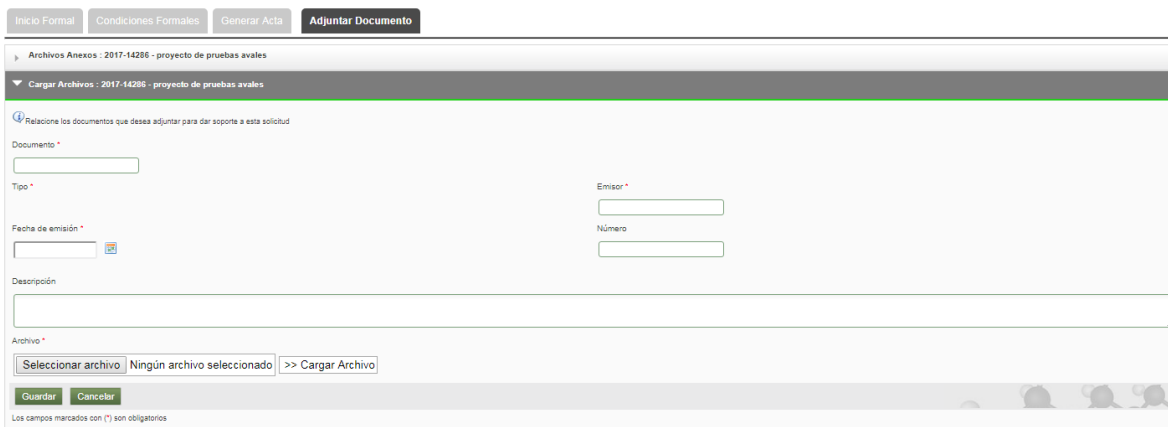 Inicio Formal Condiciones Formales Generar Acta Adjuntar Documento
Archivos Anexos : 2017-14286 - proyecto de pruebas avales
Cargar Archivos : 2017-14286 - proyecto de pruebas avales
Relacione los documentos que desea adjuntar para dar soporte a esta solicitud
Documento *
Tipo * Emisor *
Fecha de emisión * Número
Descripción
Archivo *
Seleccionar archivo Ningún archivo seleccionado >> Cargar Archivo
Guardar Cancelar
Los campos marcados con (*) son obligatorios